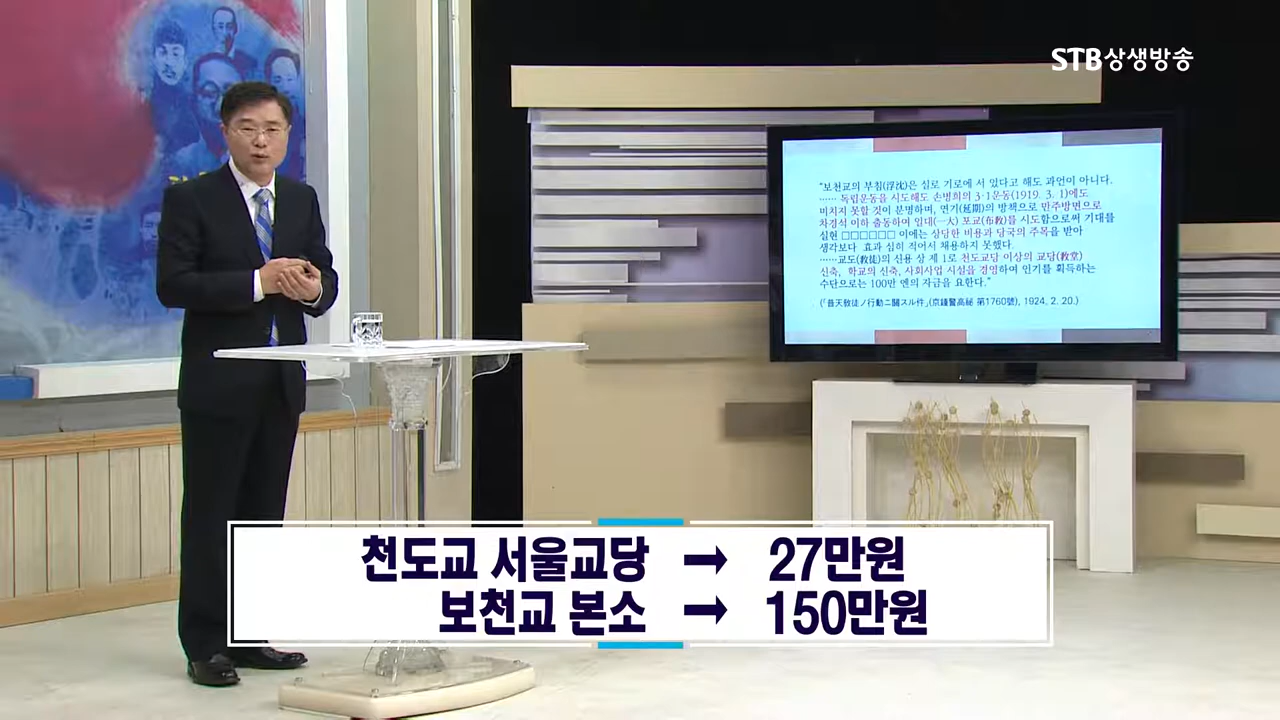 STB상생방송
"보천교의 부침(浮沈)은 실로 기로에 서 있다고 해도 과언이 아니다.
…… 독립운동을 시도해도 손병희의 3·1운동(1919. 3. 1)에도
미치지 못할 것이 분명하며, 연기(延期)의 방책으로 민주방면으로
차경석 이하 출동하여 일대(一大) 포교(布敎)를 시도함으로써 기대를
실현 □□□□□□ 이에는 상당한 비용과 당국의 주목을 받아
생각보다 효과 심히 적어서 채용하지 못했다.
……교도(敎徒)의 신용 상 제 1로 천도교당 이상의 교당(敎堂)
신축, 학교의 신축, 사회사업 시설을 경영하여 인기를 획득하는
수단으로는 100만 엔의 자금을 요한다."
(「普天敎徒ノ行動ニ關スル件」(京鍾警高秘 第1760號), 1924. 2. 20.)
천도교 서울교당 ➞ 27만원
보천교 본소 ➞ 150만원